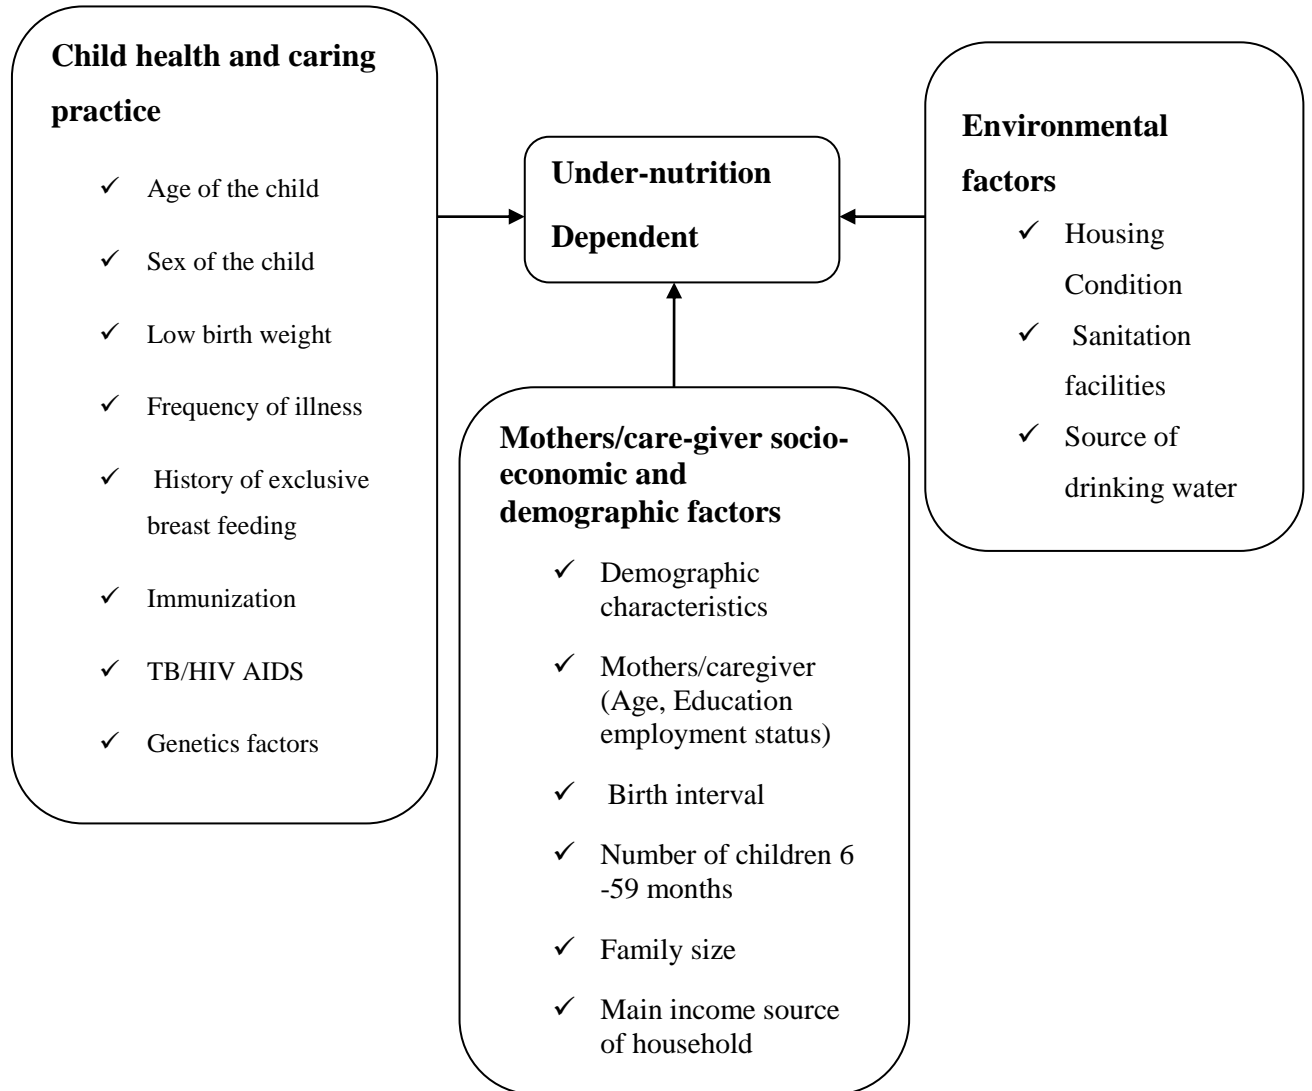 Child health and caring
practice
✓ Age of the child
✓ Sex of the child
✓ Low birth weight
✓ Frequency of illness
✓ History of exclusive
breast feeding
✓ Immunization
✓ TB/HIV AIDS
✓ Genetics factors
Under-nutrition
Dependent
Mothers/care-giver socio-
economic and
demographic factors
✓ Demographic
characteristics
✓ Mothers/caregiver
(Age, Education
employment status)
✓ Birth interval
✓ Number of children 6
-59 months
✓ Family size
✓ Main income source
of household
Environmental
factors
✓ Housing
Condition
✓ Sanitation
facilities
✓ Source of
drinking water